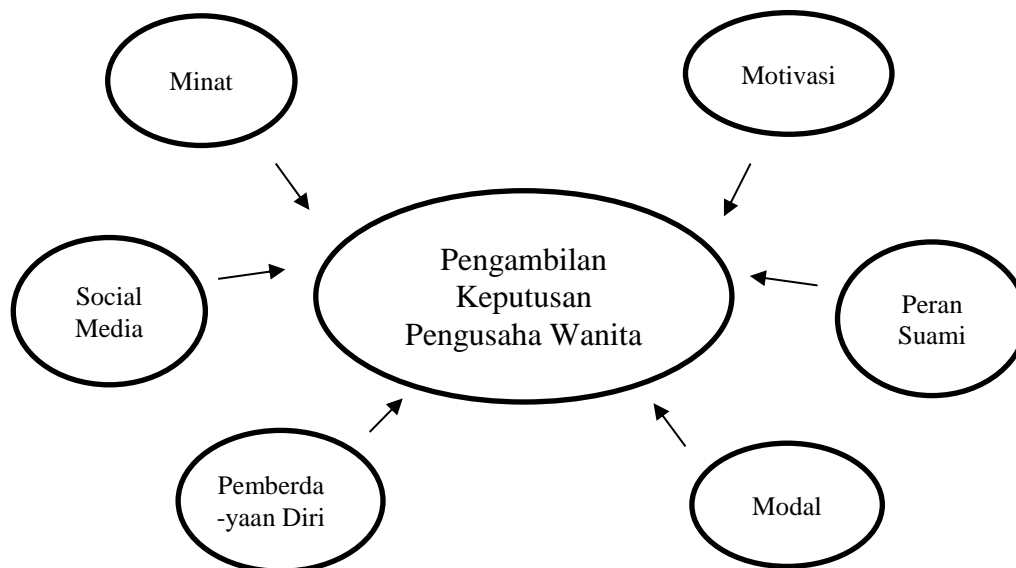 Minat
Motivasi
Pengambilan
Keputusan
Pengusaha Wanita
Social
Media
Peran
Suami
Pemberda
-yaan Diri
Modal